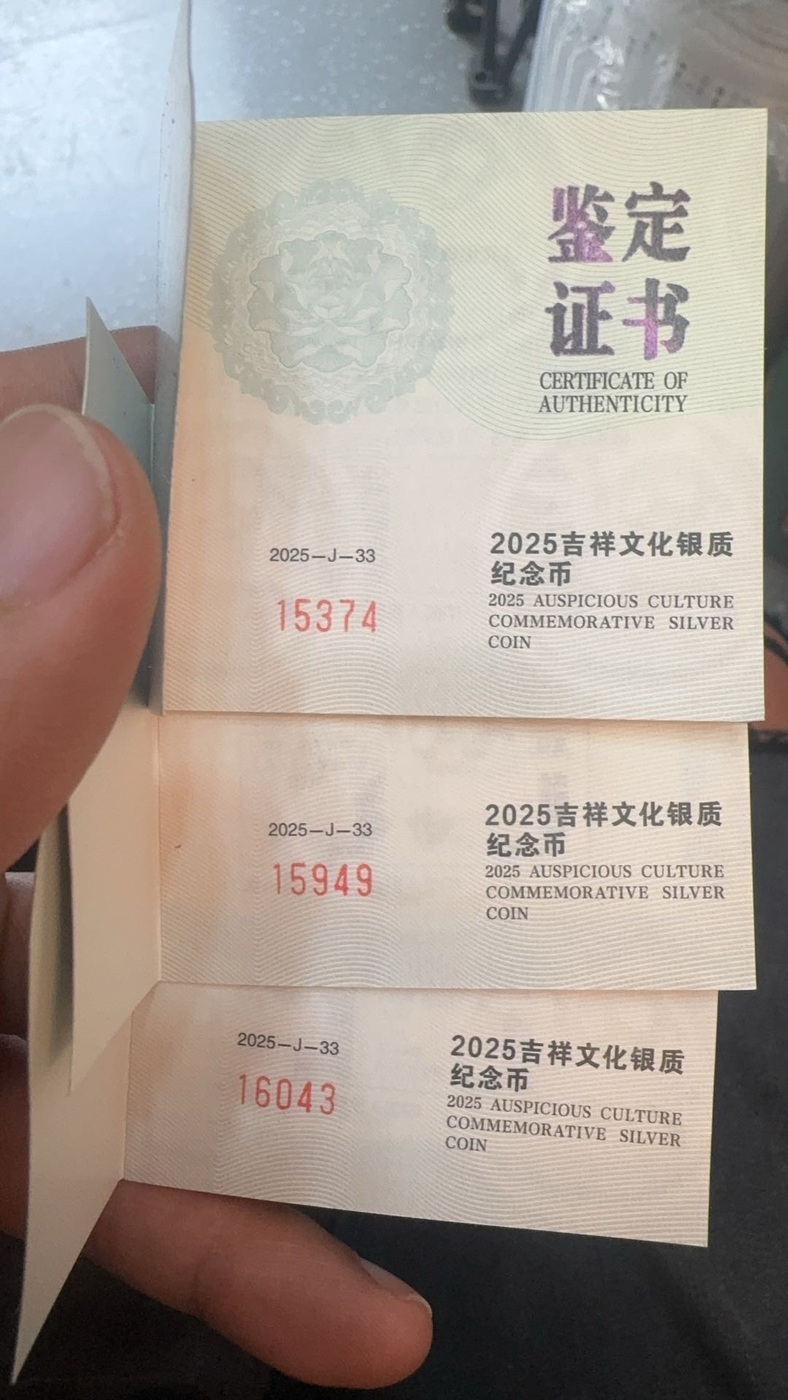 鉴定
证书
CERTIFICATE OF
AUTHENTICITY
2025—J—33
15374
2025吉祥文化银质
纪念币
2025 AUSPICIOUS CULTURE
COMMEMORATIVE SILVER
COIN
2025—J—33
15949
2025吉祥文化银质
纪念币
2025 AUSPICIOUS CULTURE
COMMEMORATIVE SILVER
COIN
2025—J—33
16043
2025吉祥文化银质
纪念币
2025 AUSPICIOUS CULTURE
COMMEMORATIVE SILVER
COIN